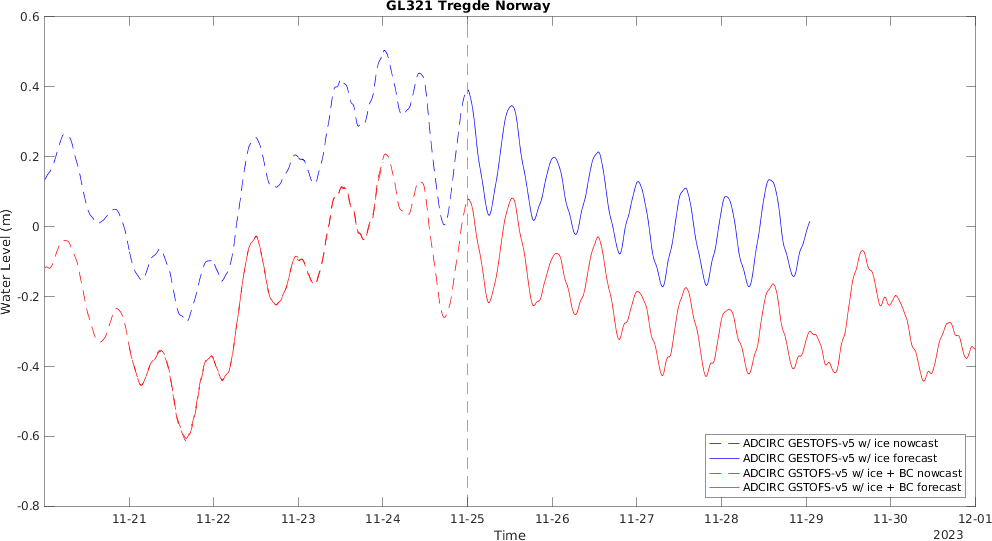 GL321 Tregde Norway
0.6
0.4
0.2
0
-0.2
-0.4
-0.6
-0.8
Water Level (m)
ADCIRC GESTOFS-v5 w/ ice nowcast
ADCIRC GESTOFS-v5 w/ ice forecast
ADCIRC GSTOFS-v5 w/ ice + BC nowcast
ADCIRC GSTOFS-v5 w/ ice + BC forecast
11-21 11-22 11-23 11-24 11-25 11-26 11-27 11-28 11-29 11-30 12-01
Time
2023